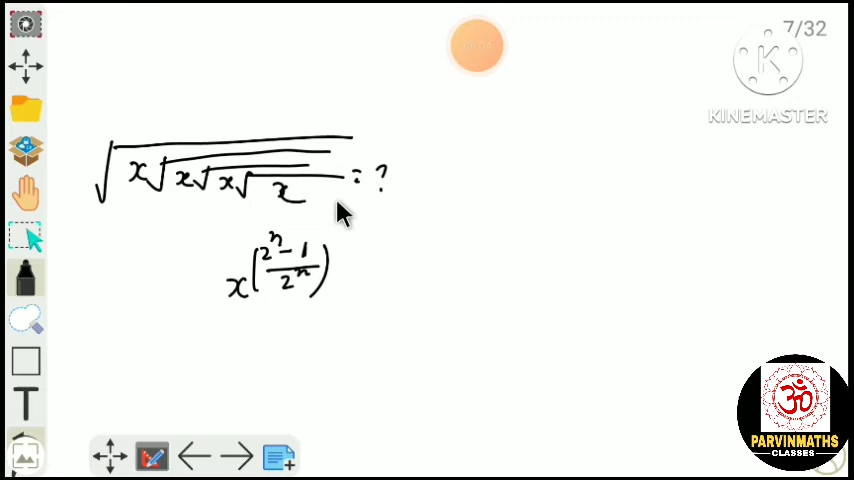 7/32
KINEMASTER
√(x√(x√(x√x))) = ?
x^((2^n - 1)/(2^n))
T
ॐ
PARVINMATHS
CLASSES